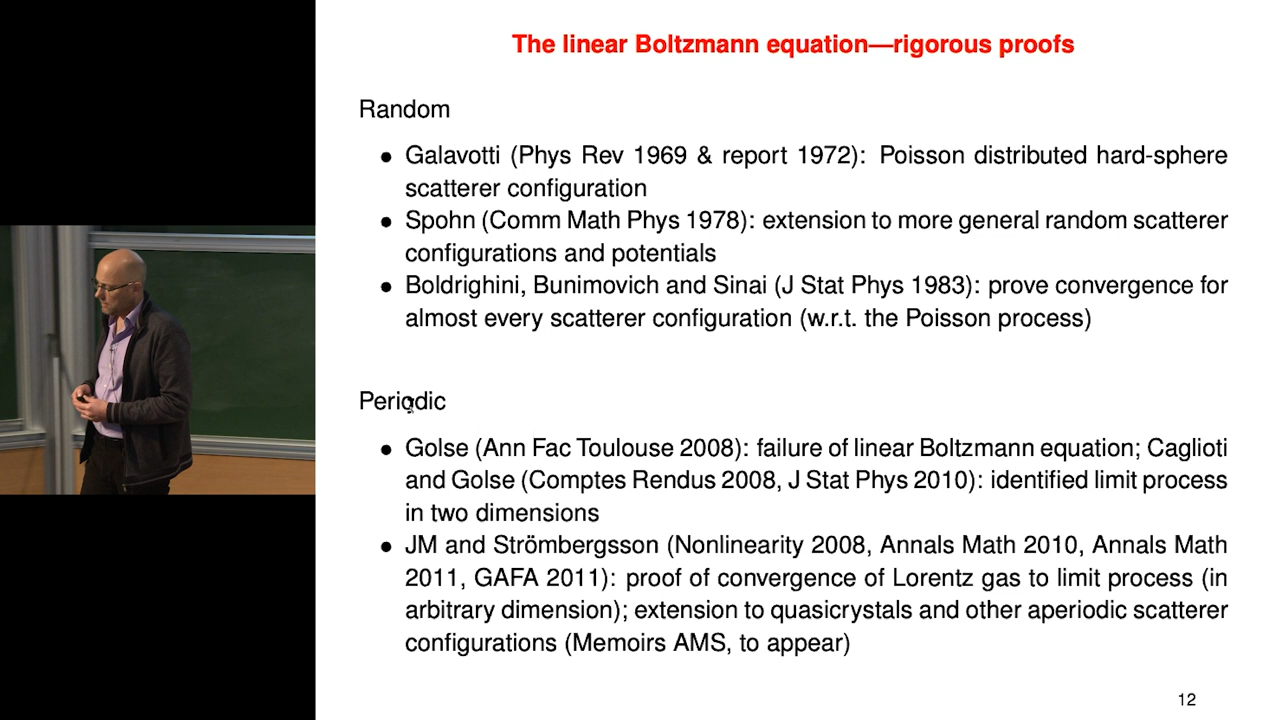 The linear Boltzmann equation—rigorous proofs
Random
• Galavotti (Phys Rev 1969 & report 1972): Poisson distributed hard-sphere
scatterer configuration
• Spohn (Comm Math Phys 1978): extension to more general random scatterer
configurations and potentials
• Boldrighini, Bunimovich and Sinai (J Stat Phys 1983): prove convergence for
almost every scatterer configuration (w.r.t. the Poisson process)
Periodic
• Golse (Ann Fac Toulouse 2008): failure of linear Boltzmann equation; Caglioti
and Golse (Comptes Rendus 2008, J Stat Phys 2010): identified limit process
in two dimensions
• JM and Strömbergsson (Nonlinearity 2008, Annals Math 2010, Annals Math
2011, GAFA 2011): proof of convergence of Lorentz gas to limit process (in
arbitrary dimension); extension to quasicrystals and other aperiodic scatterer
configurations (Memoirs AMS, to appear)
12